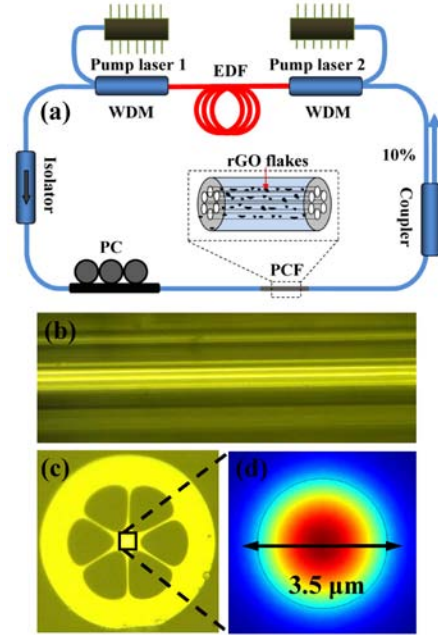 Pump laser 1
EDF
Pump laser 2
WDM
WDM
(a)
10%
rGO flakes
Isolator
Coupler
PC
PCF
(b)
(c)
(d)
3.5 μm